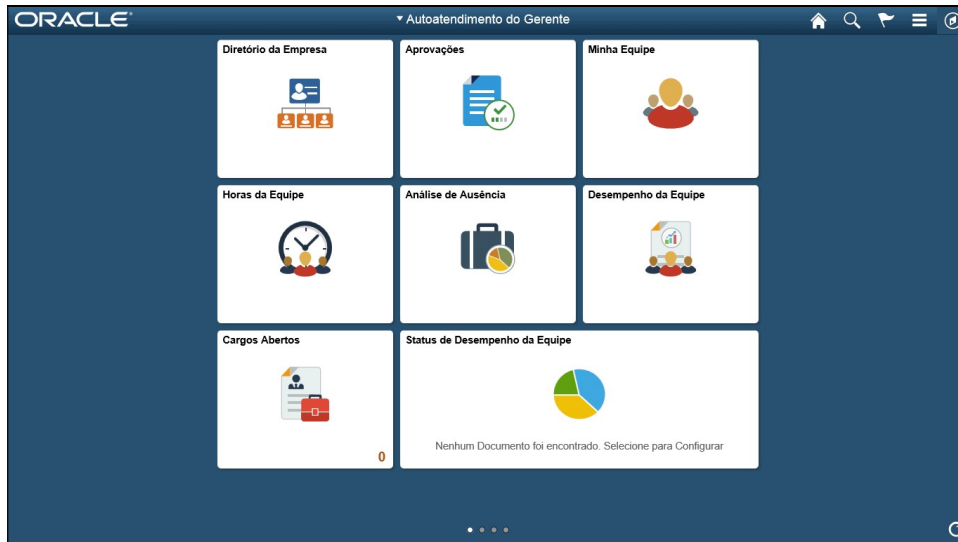 ORACLE
Autoatendimento do Gerente
Diretório da Empresa
Aprovações
Minha Equipe
Horas da Equipe
Análise de Ausência
Desempenho da Equipe
Cargos Abertos
0
Status de Desempenho da Equipe
Nenhum Documento foi encontrado. Selecione para Configurar